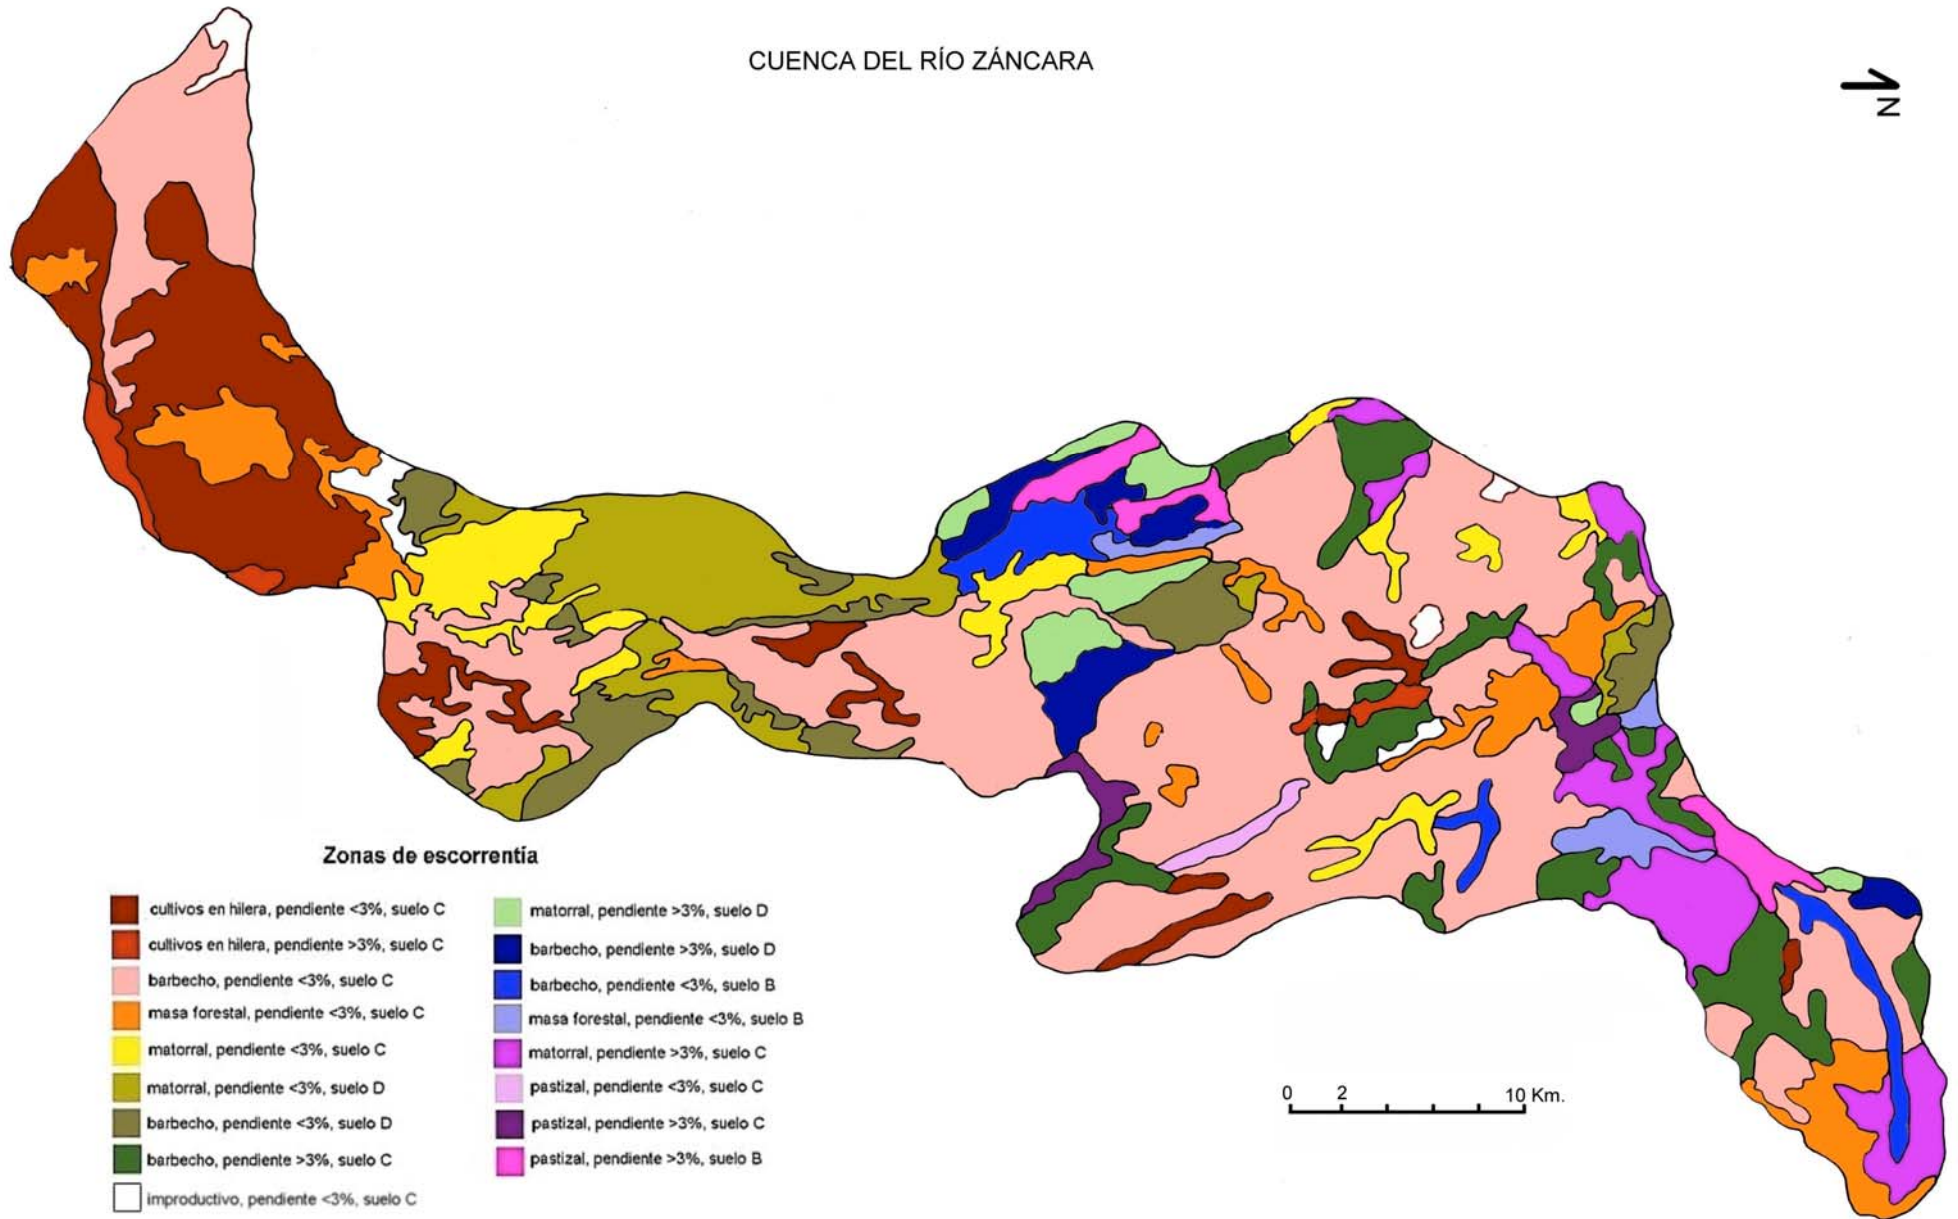 CUENCA DEL RÍO ZÁNCARA
N
Zonas de escorrentía
cultivos en hilera, pendiente <3%, suelo C
cultivos en hilera, pendiente >3%, suelo C
barbecho, pendiente <3%, suelo C
masa forestal, pendiente <3%, suelo C
matorral, pendiente <3%, suelo C
matorral, pendiente <3%, suelo D
barbecho, pendiente <3%, suelo D
barbecho, pendiente >3%, suelo C
improductivo, pendiente <3%, suelo C
matorral, pendiente >3%, suelo D
barbecho, pendiente >3%, suelo D
barbecho, pendiente <3%, suelo B
masa forestal, pendiente <3%, suelo B
matorral, pendiente >3%, suelo C
pastizal, pendiente <3%, suelo C
pastizal, pendiente >3%, suelo C
pastizal, pendiente >3%, suelo B
0 2 10 Km.